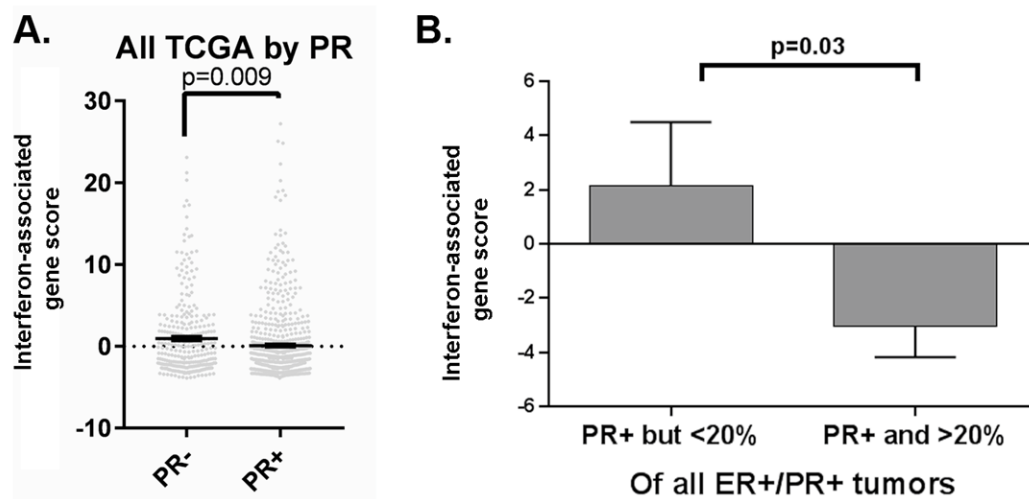 A.
All TCGA by PR
p=0.009
Interferon-associated
gene score
30
20
10
0
-10
PR-
PR+
B.
p=0.03
Interferon-associated
gene score
6
4
2
0
-2
-4
-6
PR+ but <20%
PR+ and >20%
Of all ER+/PR+ tumors